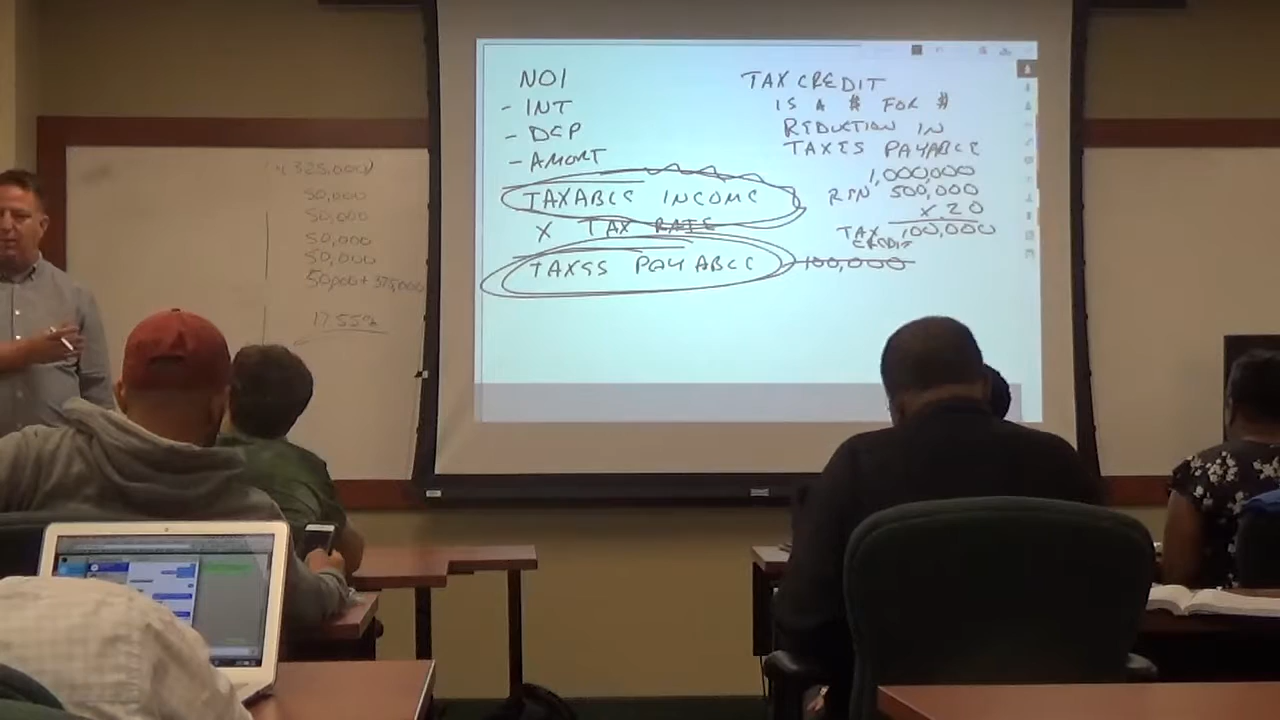 NOI
- INT
- DEP
- AMORT
TAXABLE INCOME
X TAX RATE
TAXES PAYABLE
TAX CREDIT
IS A $ FOR $
REDUCTION IN
TAXES PAYABLE
1,000,000
500,000
X .20
TAX 100,000
CREDIT
100,000
(325,000)
50,000
50,000
50,000
50,000
50,000 + 375,000
17.55%